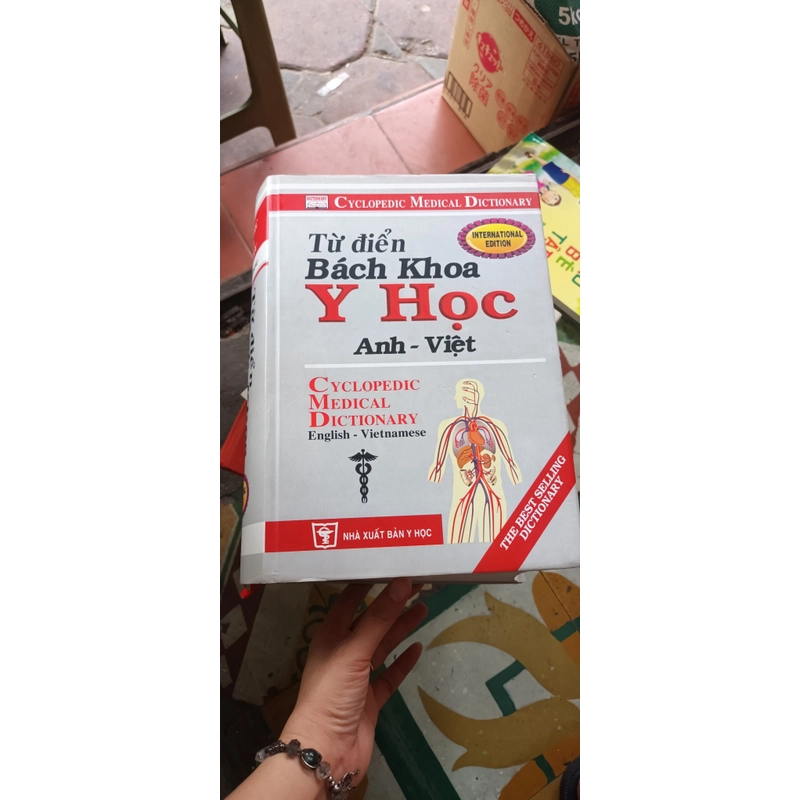 CYCLOPEDIC MEDICAL DICTIONARY
INTERNATIONAL
EDITION
Từ điển
Bách Khoa
Y Học
Anh - Việt
CYCLOPEDIC
MEDICAL
DICTIONARY
English - Vietnamese
THE BEST SELLING
DICTIONARY
NHÀ XUẤT BẢN Y HỌC
5